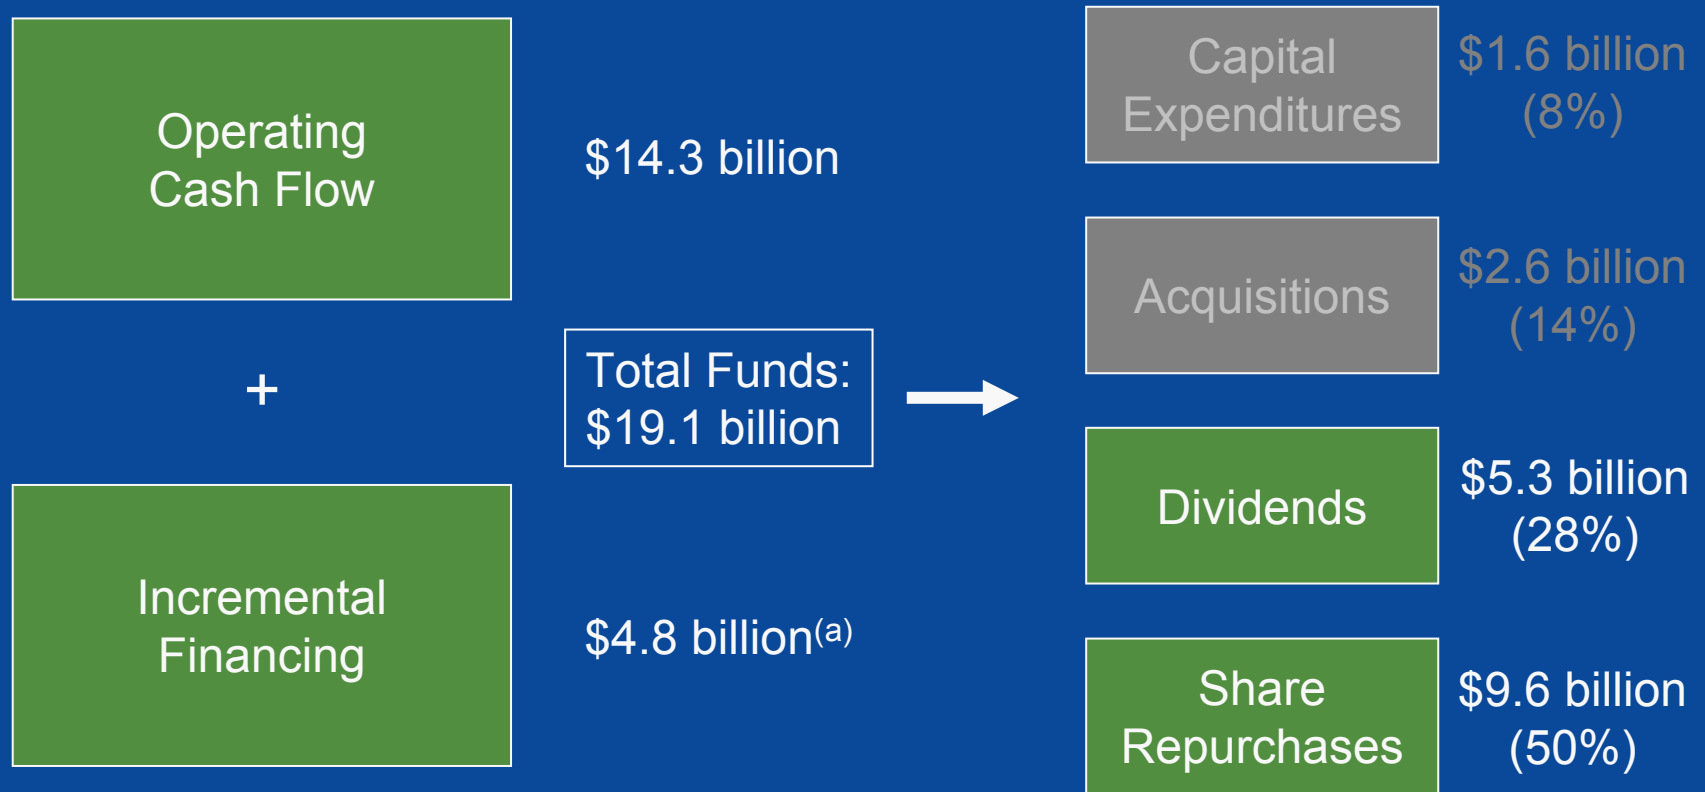 Operating
Cash Flow
$14.3 billion
+
Total Funds:
$19.1 billion
Incremental
Financing
$4.8 billion(a)
Capital
Expenditures
$1.6 billion
(8%)
Acquisitions
$2.6 billion
(14%)
Dividends
$5.3 billion
(28%)
Share
Repurchases
$9.6 billion
(50%)